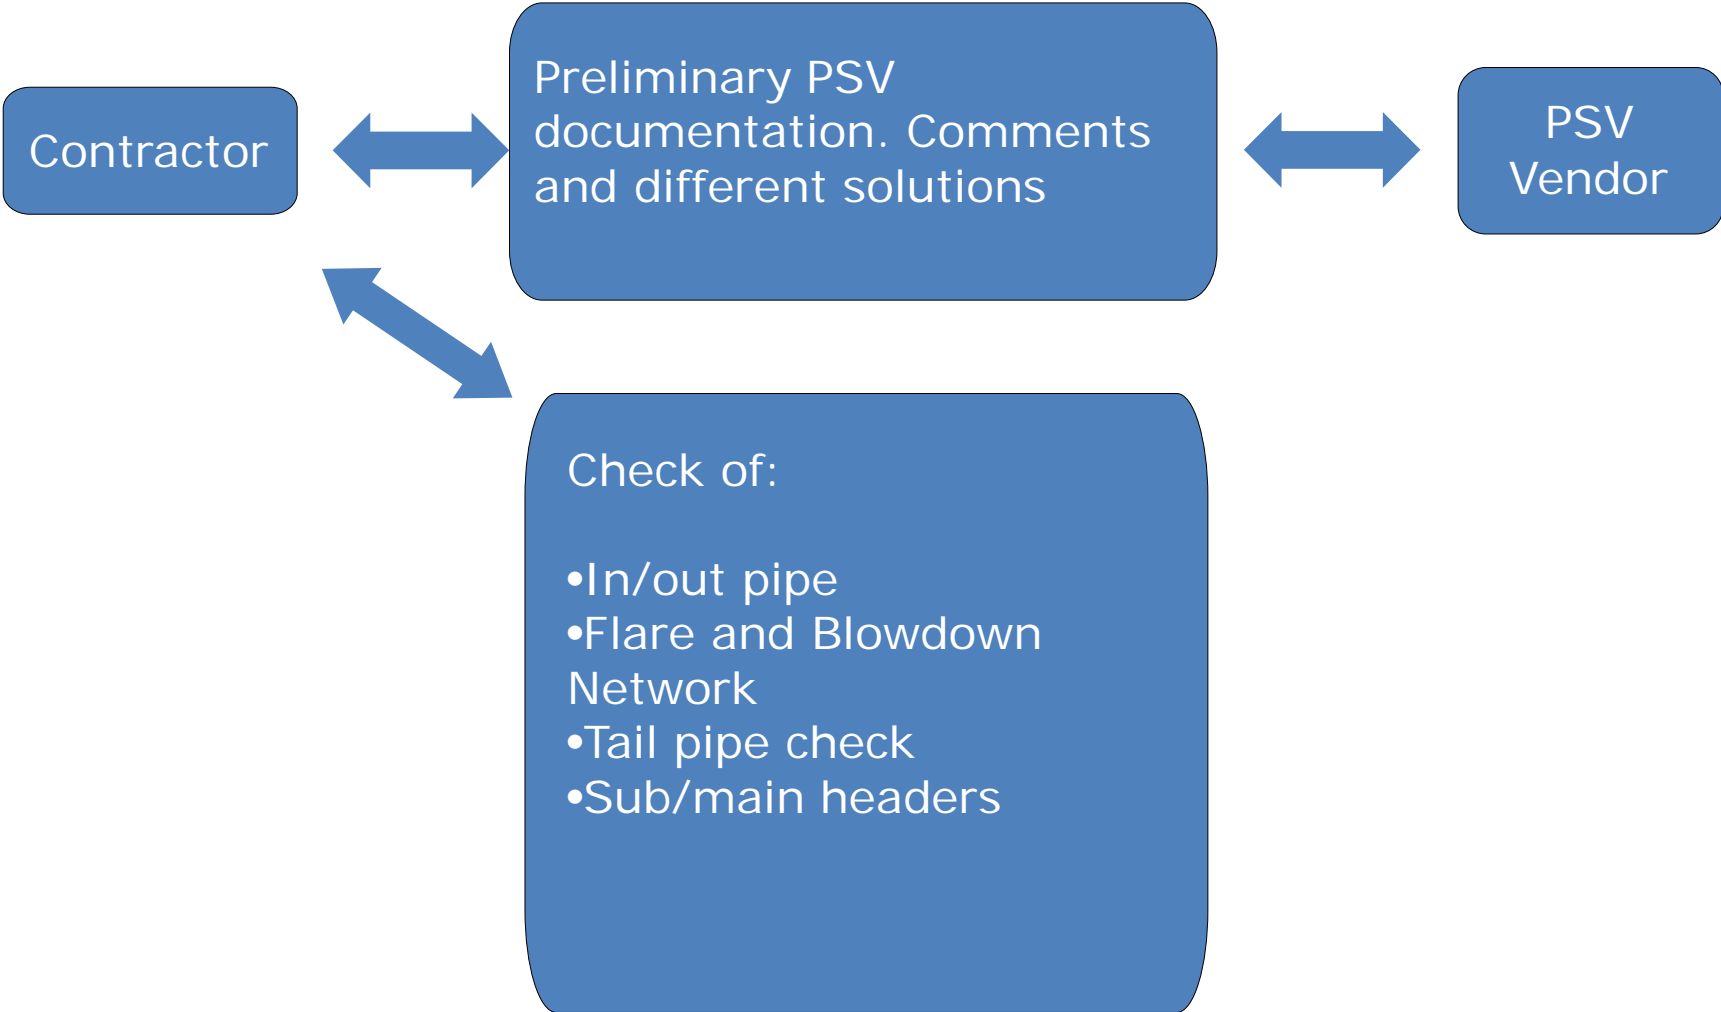 Contractor
Preliminary PSV
documentation. Comments
and different solutions
PSV
Vendor
Check of:
•In/out pipe
•Flare and Blowdown
Network
•Tail pipe check
•Sub/main headers